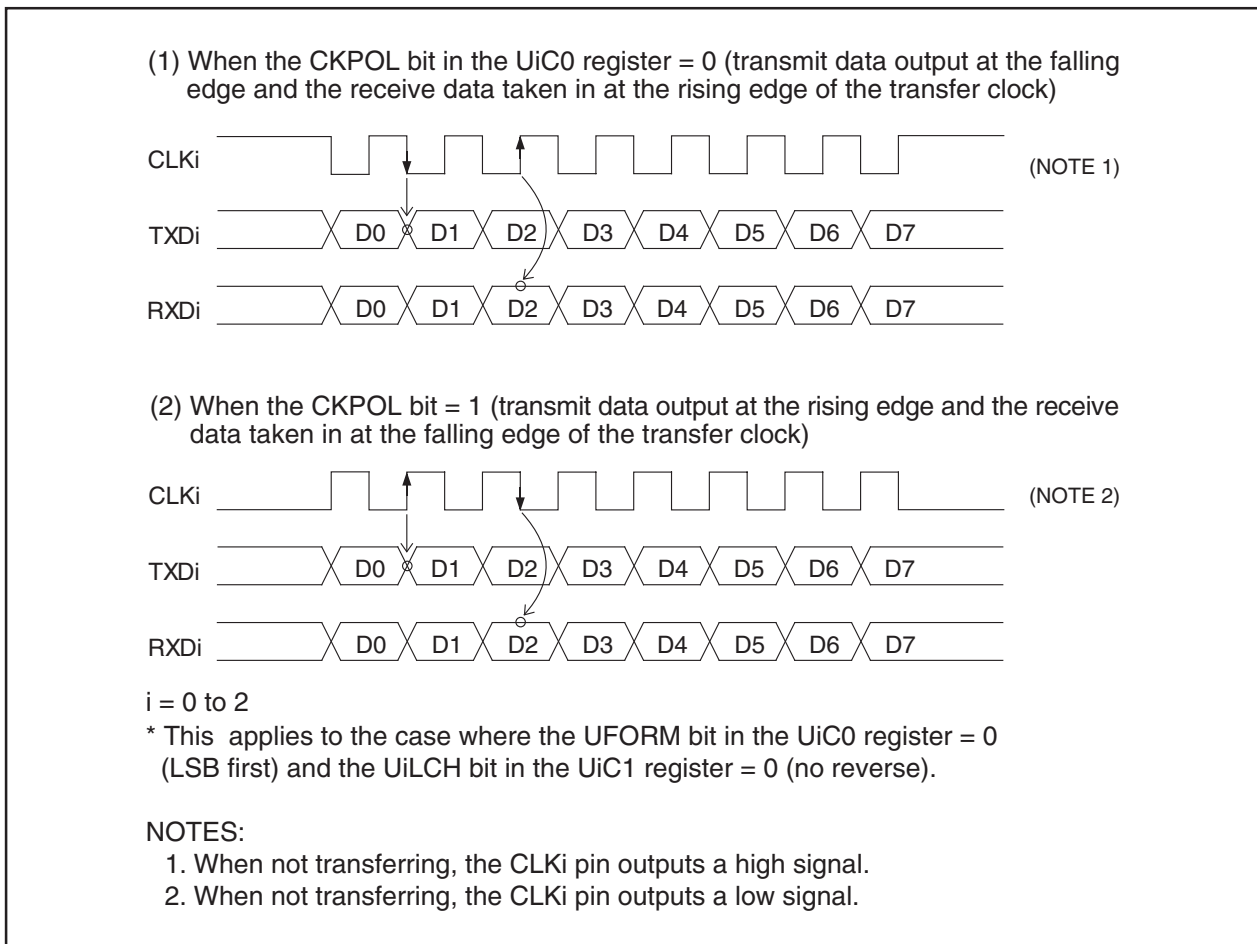 (1) When the CKPOL bit in the UiC0 register = 0 (transmit data output at the falling
edge and the receive data taken in at the rising edge of the transfer clock)
CLKi
(NOTE 1)
TXDi D0 D1 D2 D3 D4 D5 D6 D7
RXDi D0 D1 D2 D3 D4 D5 D6 D7
(2) When the CKPOL bit = 1 (transmit data output at the rising edge and the receive
data taken in at the falling edge of the transfer clock)
CLKi
(NOTE 2)
TXDi D0 D1 D2 D3 D4 D5 D6 D7
RXDi D0 D1 D2 D3 D4 D5 D6 D7
i = 0 to 2
* This applies to the case where the UFORM bit in the UiC0 register = 0
(LSB first) and the UiLCH bit in the UiC1 register = 0 (no reverse).
NOTES:
1. When not transferring, the CLKi pin outputs a high signal.
2. When not transferring, the CLKi pin outputs a low signal.